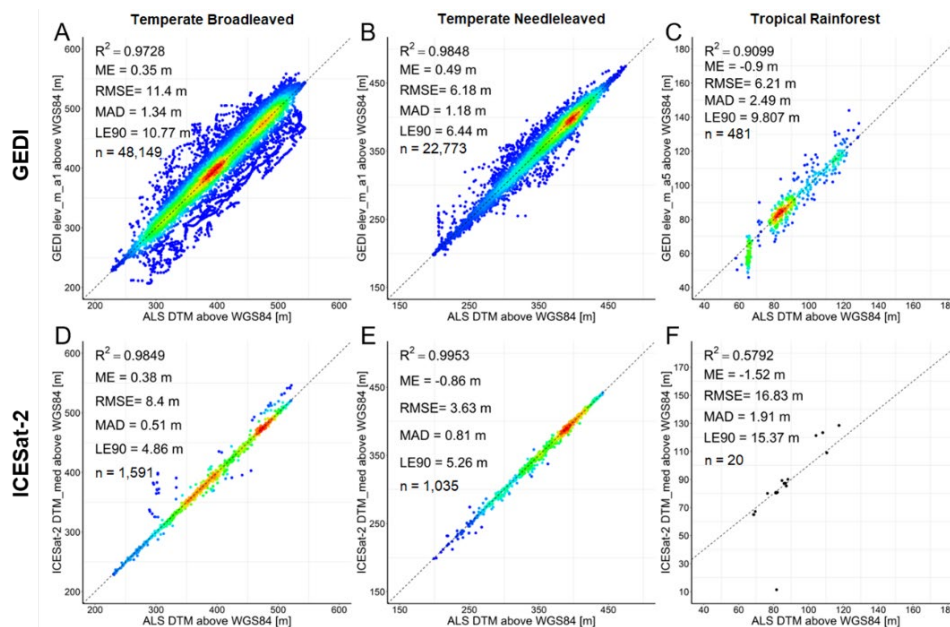 Temperate Broadleaved
Temperate Needleleaved
Tropical Rainforest
GEDI
A
R² = 0.9728
ME = 0.35 m
RMSE= 11.4 m
MAD = 1.34 m
LE90 = 10.77 m
n = 48,149
GEDI elev_m_a1 above WGS84 [m]
600
500
400
300
200
200
300
400
500
600
ALS DTM above WGS84 [m]
B
R² = 0.9848
ME = 0.49 m
RMSE= 6.18 m
MAD = 1.18 m
LE90 = 6.44 m
n = 22,773
GEDI elev_m_a1 above WGS84 [m]
450
350
250
150
150
250
350
450
ALS DTM above WGS84 [m]
C
R² = 0.9099
ME = -0.9 m
RMSE = 6.21 m
MAD = 2.49 m
LE90 = 9.807 m
n = 481
GEDI elev_m_a5 above WGS84 [m]
180
160
140
120
100
80
60
40
40
60
80
100
120
140
160
ALS DTM above WGS84 [m]
ICESat-2
D
R² = 0.9849
ME = 0.38 m
RMSE= 8.4 m
MAD = 0.51 m
LE90 = 4.86 m
n = 1,591
ICESat-2 DTM_med above WGS84 [m]
600
500
400
300
200
200
300
400
500
600
ALS DTM above WGS84 [m]
E
R² = 0.9953
ME = -0.86 m
RMSE= 3.63 m
MAD = 0.81 m
LE90 = 5.26 m
n = 1,035
ICESat-2 DTM_med above WGS84 [m]
450
350
250
150
150
250
350
450
ALS DTM above WGS84 [m]
F
R² = 0.5792
ME = -1.52 m
RMSE = 16.83 m
MAD = 1.91 m
LE90 = 15.37 m
n = 20
ICESat-2 DTM_med above WGS84 [m]
170
150
130
110
90
70
50
30
10
40
60
80
100
120
140
160
ALS DTM above WGS84 [m]